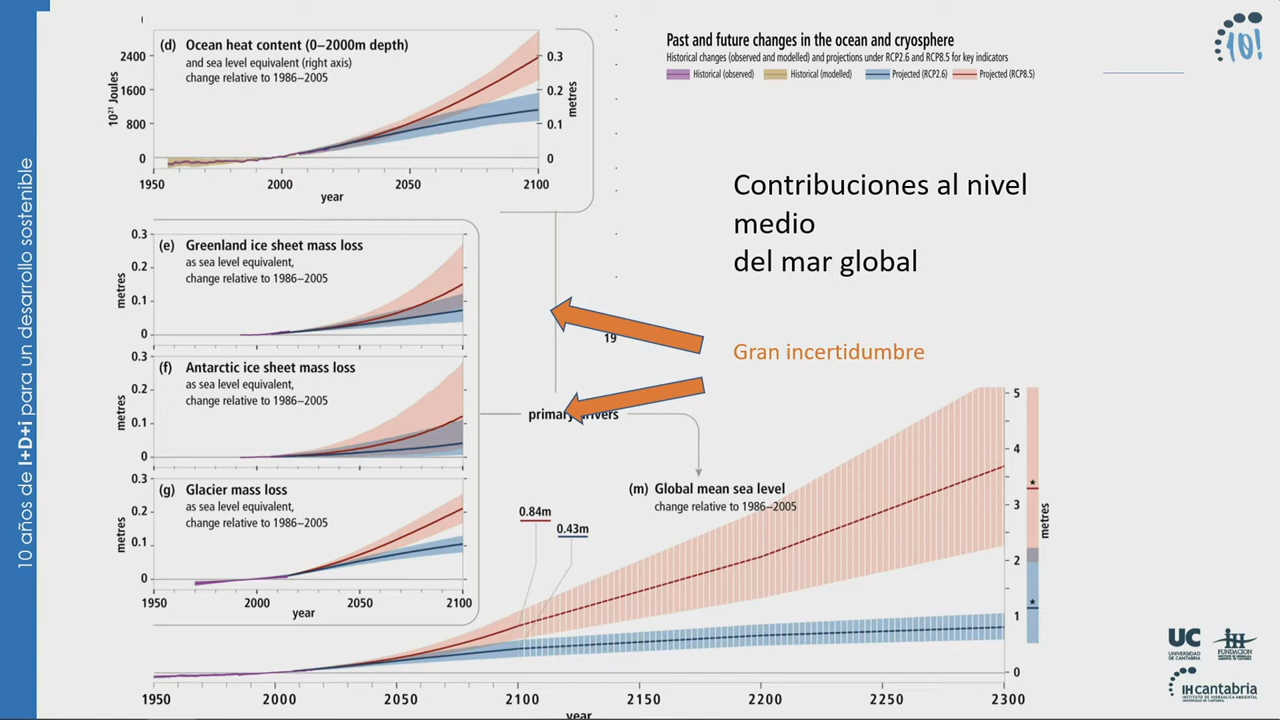 10 años de I+D+i para un desarrollo sostenible
(d) Ocean heat content (0–2000m depth)
and sea level equivalent (right axis)
change relative to 1986–2005
2400
1600
800
0
10²¹ Joules
0.3
0.2
0.1
0
metres
1950 2000 2050 2100
year
Past and future changes in the ocean and cryosphere
Historical changes (observed and modelled) and projections under RCP2.6 and RCP8.5 for key indicators
Historical (observed) Historical (modelled) Projected (RCP2.6) Projected (RCP8.5)
10!
Contribuciones al nivel
medio
del mar global
Gran incertidumbre
(e) Greenland ice sheet mass loss
as sea level equivalent,
change relative to 1986–2005
0.3
0.2
0.1
0
metres
19
(f) Antarctic ice sheet mass loss
as sea level equivalent,
change relative to 1986–2005
0.3
0.2
0.1
0
metres
primary drivers
(g) Glacier mass loss
as sea level equivalent,
change relative to 1986–2005
0.3
0.2
0.1
0
metres
1950 2000 2050 2100
year
(m) Global mean sea level
change relative to 1986–2005
0.84m
0.43m
5
4
3
2
1
0
metres
*
*
1950 2000 2050 2100 2150 2200 2250 2300
year
UC
UNIVERSIDAD
DE CANTABRIA
IH
FUNDACIÓN
INSTITUTO DE HIDRÁULICA
AMBIENTAL DE CANTABRIA
IHcantabria
INSTITUTO DE HIDRÁULICA AMBIENTAL